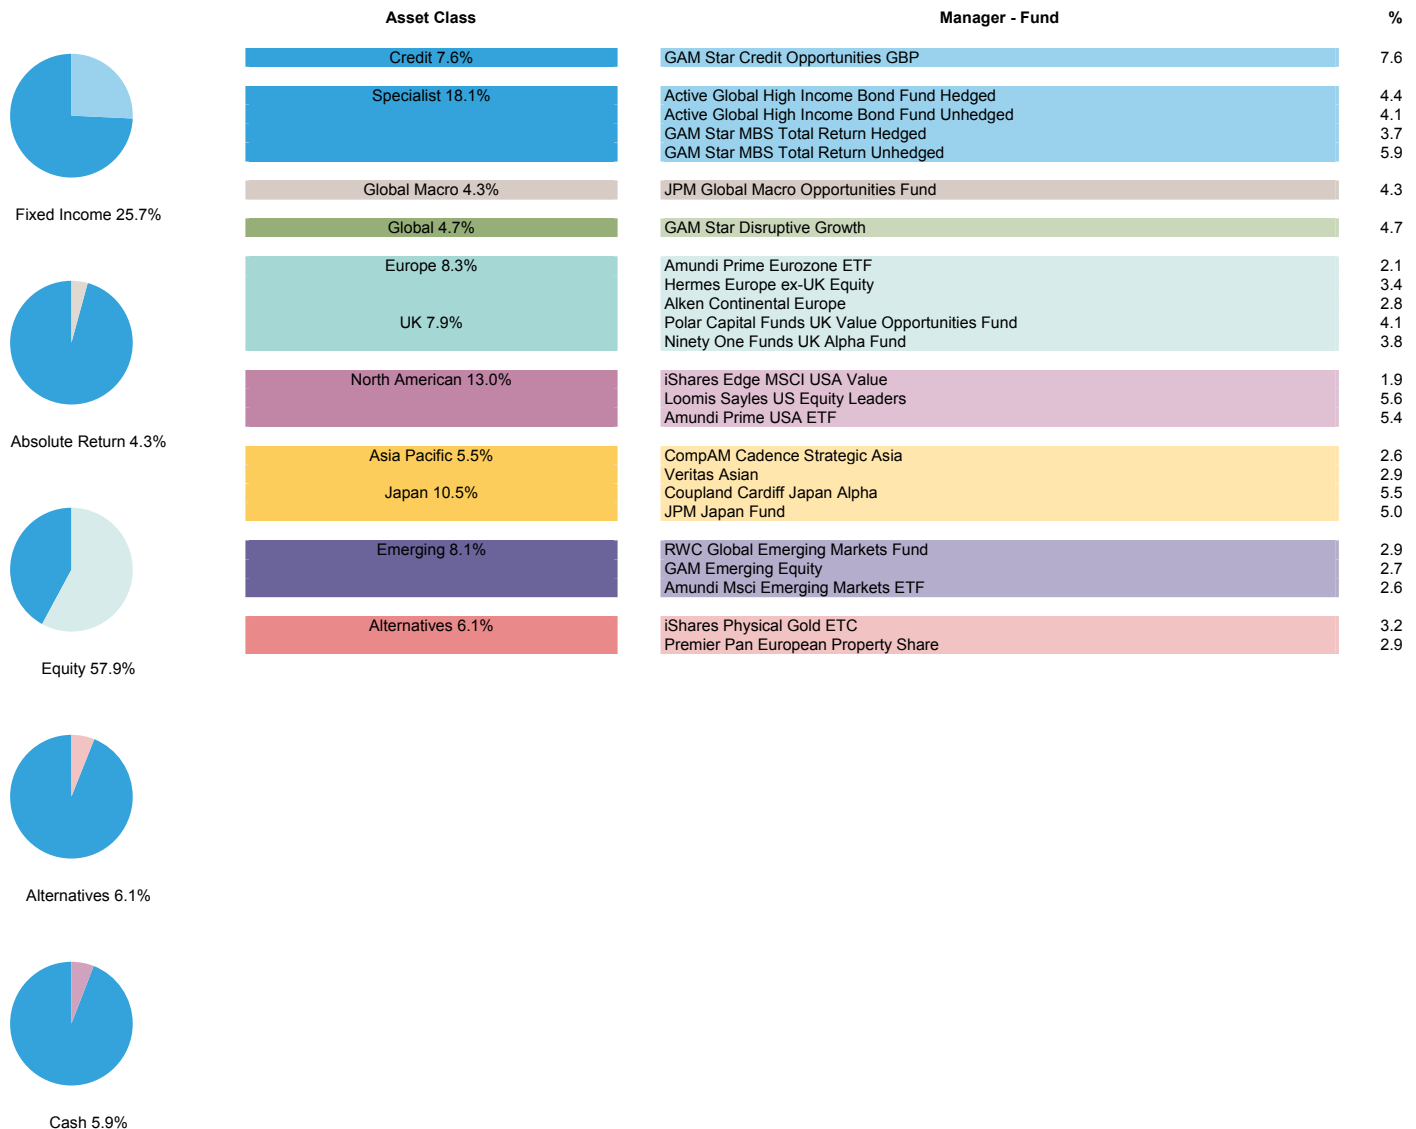 Asset Class Manager - Fund %
Credit 7.6% GAM Star Credit Opportunities GBP 7.6
Specialist 18.1% Active Global High Income Bond Fund Hedged 4.4
Active Global High Income Bond Fund Unhedged 4.1
GAM Star MBS Total Return Hedged 3.7
GAM Star MBS Total Return Unhedged 5.9
Global Macro 4.3% JPM Global Macro Opportunities Fund 4.3
Fixed Income 25.7%
Global 4.7% GAM Star Disruptive Growth 4.7
Europe 8.3% Amundi Prime Eurozone ETF 2.1
Hermes Europe ex-UK Equity 3.4
Alken Continental Europe 2.8
UK 7.9% Polar Capital Funds UK Value Opportunities Fund 4.1
Ninety One Funds UK Alpha Fund 3.8
North American 13.0% iShares Edge MSCI USA Value 1.9
Loomis Sayles US Equity Leaders 5.6
Amundi Prime USA ETF 5.4
Absolute Return 4.3%
Asia Pacific 5.5% CompAM Cadence Strategic Asia 2.6
Veritas Asian 2.9
Japan 10.5% Coupland Cardiff Japan Alpha 5.5
JPM Japan Fund 5.0
Emerging 8.1% RWC Global Emerging Markets Fund 2.9
GAM Emerging Equity 2.7
Amundi Msci Emerging Markets ETF 2.6
Alternatives 6.1% iShares Physical Gold ETC 3.2
Premier Pan European Property Share 2.9
Equity 57.9%
Alternatives 6.1%
Cash 5.9%